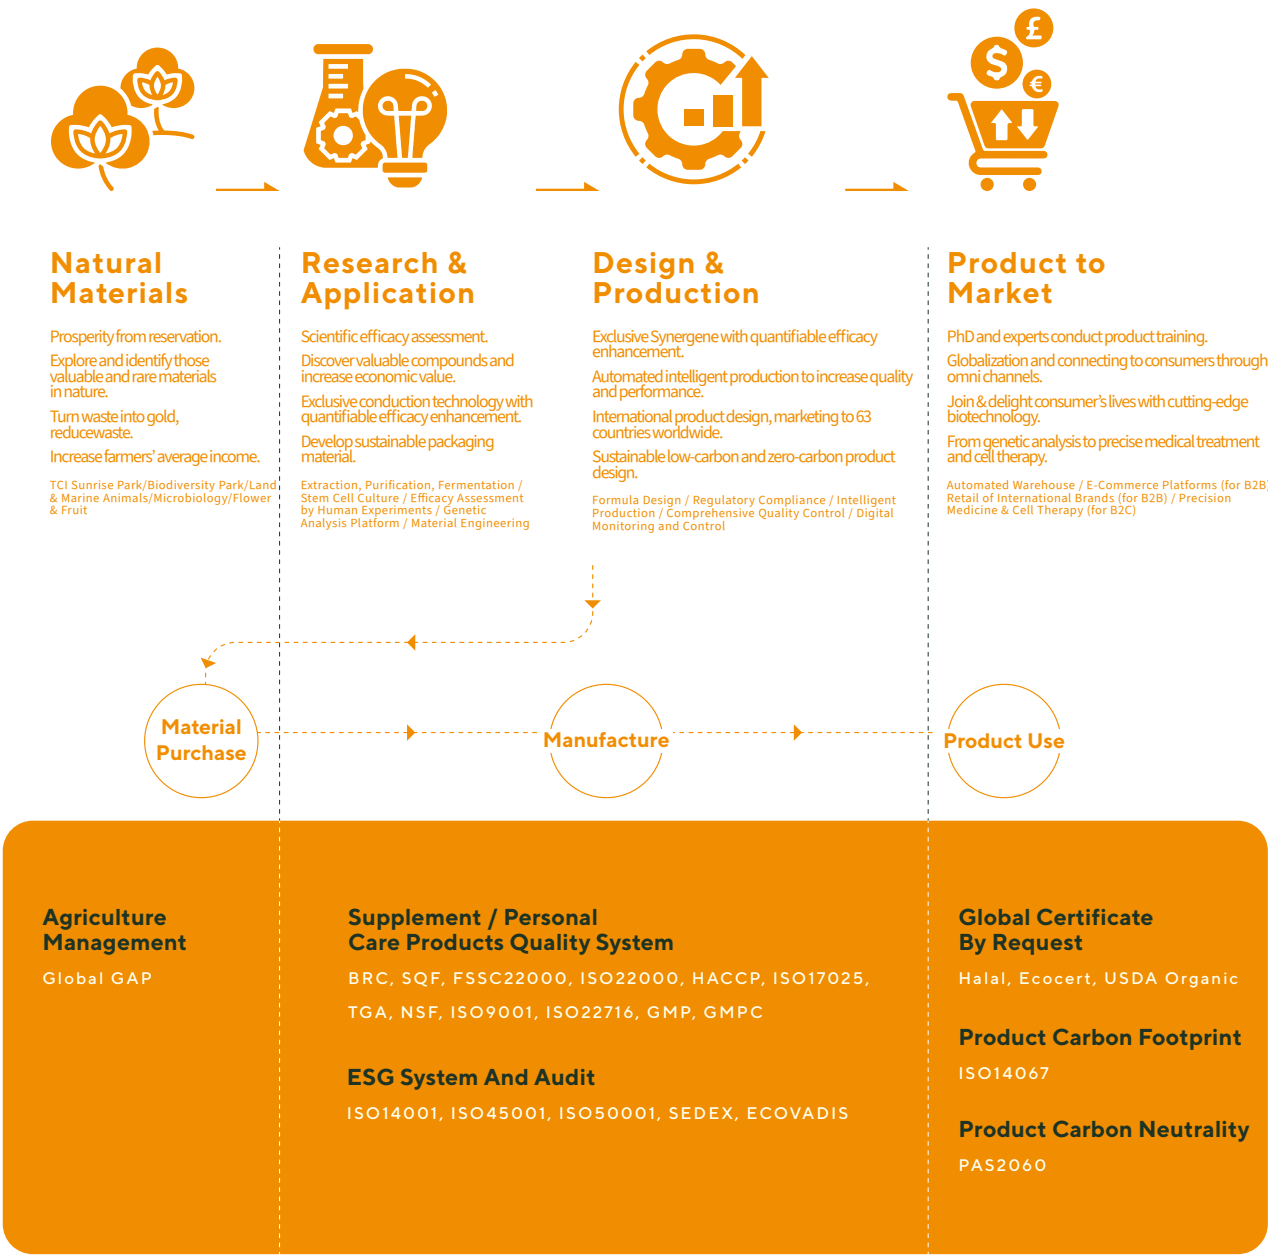 £
$
€
Natural
Materials
Prosperity from reservation.
Explore and identify those
valuable and rare materials
in nature.
Turn waste into gold,
reducewaste.
Increase farmers' average income.
TCI Sunrise Park/Biodiversity Park/Land
& Marine Animals/Microbiology/Flower
& Fruit
Research &
Application
Scientific efficacy assessment.
Discover valuable compounds and
increase economic value.
Exclusive conduction technology with
quantifiable efficacy enhancement.
Develop sustainable packaging
material.
Extraction, Purification, Fermentation /
Stem Cell Culture / Efficacy Assessment
by Human Experiments / Genetic
Analysis Platform / Material Engineering
Design &
Production
Exclusive Synergene with quantifiable efficacy
enhancement.
Automated intelligent production to increase quality
and performance.
International product design, marketing to 63
countries worldwide.
Sustainable low-carbon and zero-carbon product
design.
Formula Design / Regulatory Compliance / Intelligent
Production / Comprehensive Quality Control / Digital
Monitoring and Control
Product to
Market
PhD and experts conduct product training.
Globalization and connecting to consumers through
omni channels.
Join & delight consumer's lives with cutting-edge
biotechnology.
From genetic analysis to precise medical treatment
and cell therapy.
Automated Warehouse / E-Commerce Platforms (for B2B)
Retail of International Brands (for B2B) / Precision
Medicine & Cell Therapy (for B2C)
Material
Purchase
Manufacture
Product Use
Agriculture
Management
Global GAP
Supplement / Personal
Care Products Quality System
BRC, SQF, FSSC22000, ISO22000, HACCP, ISO17025,
TGA, NSF, ISO9001, ISO22716, GMP, GMPC
ESG System And Audit
ISO14001, ISO45001, ISO50001, SEDEX, ECOVADIS
Global Certificate
By Request
Halal, Ecocert, USDA Organic
Product Carbon Footprint
ISO14067
Product Carbon Neutrality
PAS2060